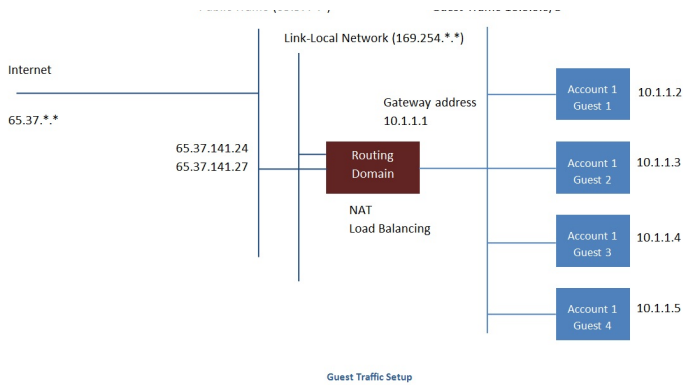 Link-Local Network (169.254.*.*)
Internet
65.37.*.*
65.37.141.24
65.37.141.27
Gateway address
10.1.1.1
Routing
Domain
NAT
Load Balancing
Account 1
Guest 1
10.1.1.2
Account 1
Guest 2
10.1.1.3
Account 1
Guest 3
10.1.1.4
Account 1
Guest 4
10.1.1.5
Guest Traffic Setup